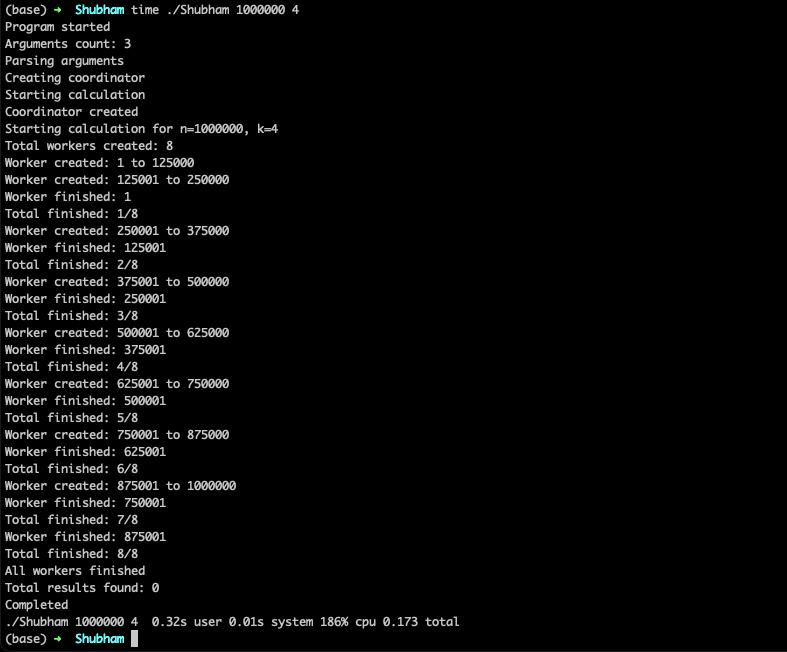 (base) → Shubham time ./Shubham 1000000 4
Program started
Arguments count: 3
Parsing arguments
Creating coordinator
Starting calculation
Coordinator created
Starting calculation for n=1000000, k=4
Total workers created: 8
Worker created: 1 to 125000
Worker created: 125001 to 250000
Worker finished: 1
Total finished: 1/8
Worker created: 250001 to 375000
Worker finished: 125001
Total finished: 2/8
Worker created: 375001 to 500000
Worker finished: 250001
Total finished: 3/8
Worker created: 500001 to 625000
Worker finished: 375001
Total finished: 4/8
Worker created: 625001 to 750000
Worker finished: 500001
Total finished: 5/8
Worker created: 750001 to 875000
Worker finished: 625001
Total finished: 6/8
Worker created: 875001 to 1000000
Worker finished: 750001
Total finished: 7/8
Worker finished: 875001
Total finished: 8/8
All workers finished
Total results found: 0
Completed
./Shubham 1000000 4  0.32s user 0.01s system 186% cpu 0.173 total
(base) → Shubham